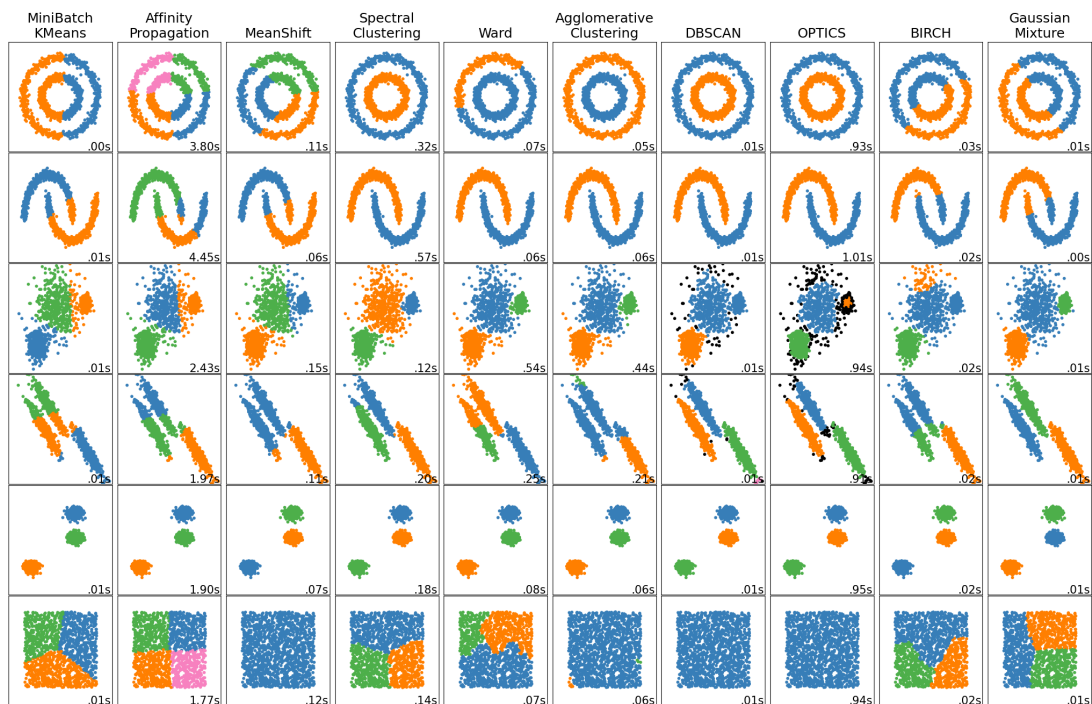 MiniBatch
KMeans
Affinity
Propagation
MeanShift
Spectral
Clustering
Ward
Agglomerative
Clustering
DBSCAN
OPTICS
BIRCH
Gaussian
Mixture
.00s
3.80s
.11s
.32s
.07s
.05s
.01s
.93s
.03s
.01s
.01s
4.45s
.06s
.57s
.06s
.06s
.01s
1.01s
.01s
.00s
.01s
2.43s
.15s
.12s
.54s
.44s
.01s
.94s
.02s
.01s
.01s
1.97s
.11s
.20s
.25s
.21s
.01s
.02s
.01s
.01s
1.90s
.07s
.18s
.08s
.06s
.01s
.95s
.02s
.01s
.01s
1.77s
.12s
.14s
.07s
.06s
.01s
.94s
.02s
.01s